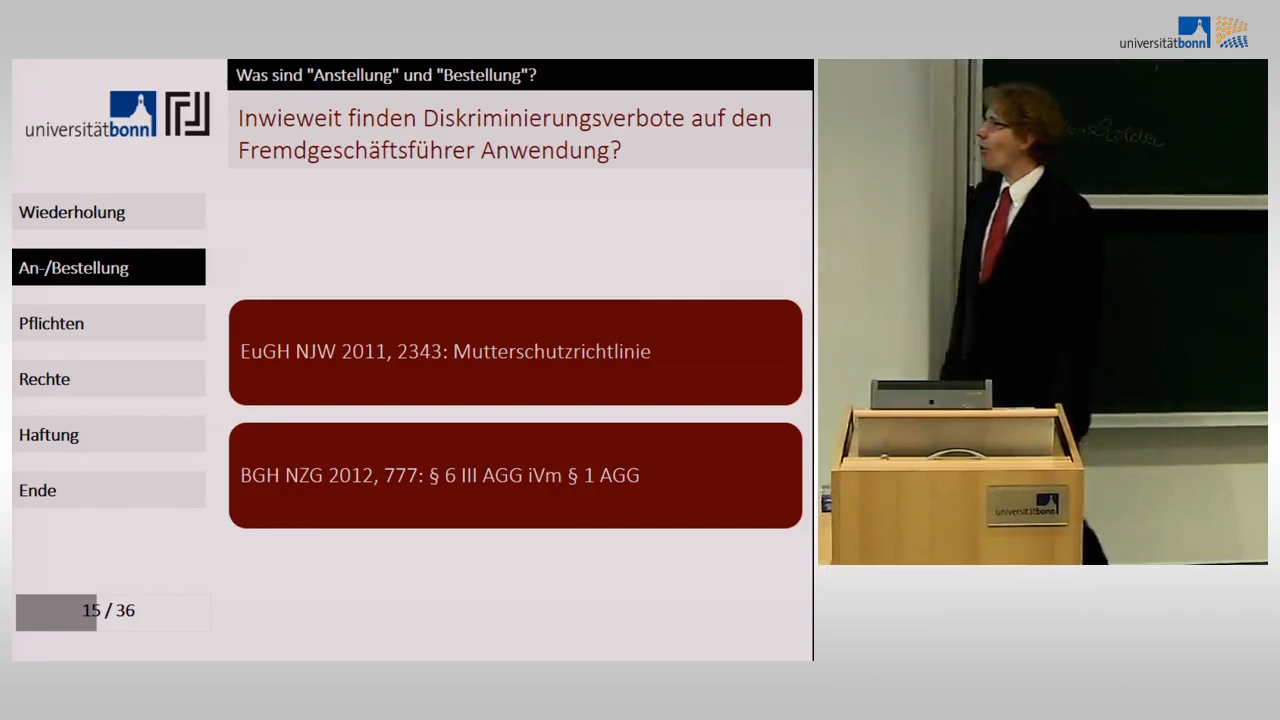 universitätbonn
Was sind "Anstellung" und "Bestellung"?
universitätbonn
Inwieweit finden Diskriminierungsverbote auf den
Fremdgeschäftsführer Anwendung?
Wiederholung
An-/Bestellung
Pflichten
Rechte
Haftung
Ende
EuGH NJW 2011, 2343: Mutterschutzrichtlinie
BGH NZG 2012, 777: § 6 III AGG iVm § 1 AGG
15 / 36
universitätbonn